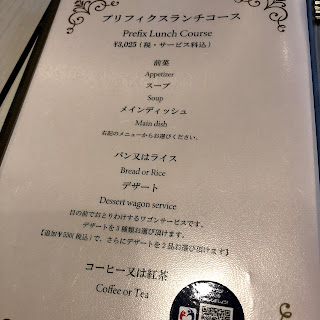 プリフィクスランチコース
Prefix Lunch Course
¥3,025 (税・サービス料込)
前菜
Appetizer
スープ
Soup
メインディッシュ
Main dish
右記のメニューからお選びください。
パン又はライス
Bread or Rice
デザート
Dessert wagon service
目の前でおとりわけするワゴンサービスです。
デザートを3種類お選び頂けます。
【追加¥550(税込)で、さらにデザートを2品お選び頂けます】
コーヒー又は紅茶
Coffee or Tea